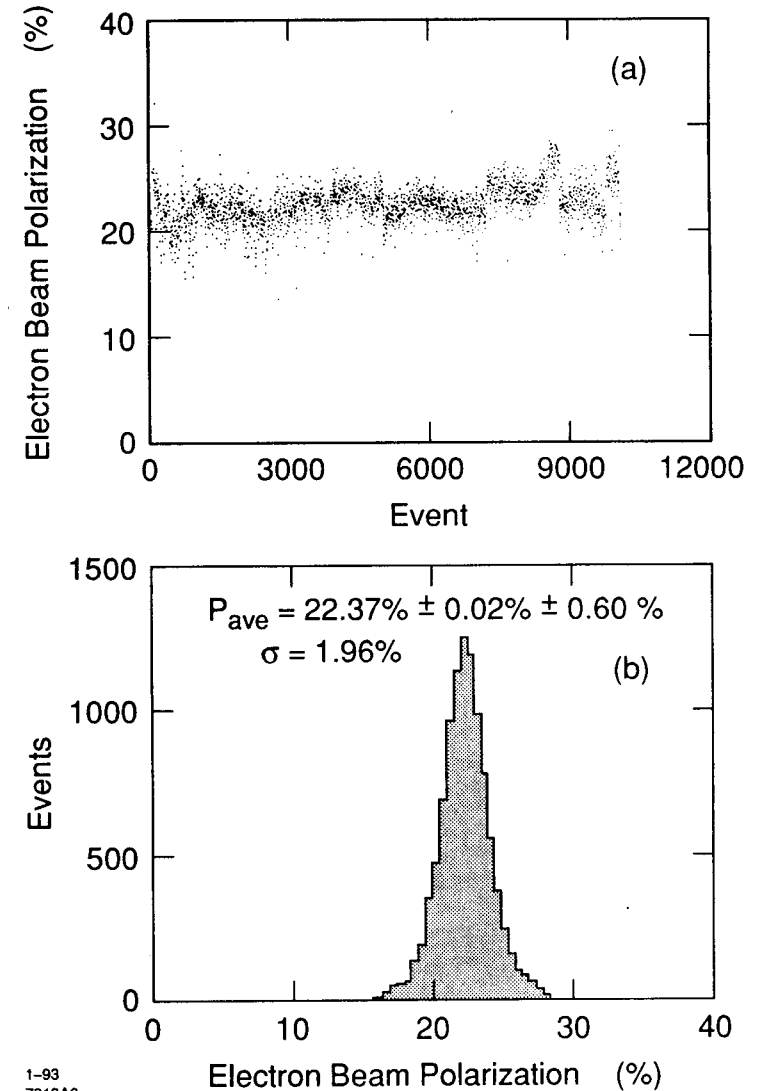 40
30
20
10
0
Electron Beam Polarization (%)
(a)
0 3000 6000 9000 12000
Event
1500
1000
500
0
Events
P_ave = 22.37% ± 0.02% ± 0.60 %
σ = 1.96%
(b)
0 10 20 30 40
Electron Beam Polarization (%)
1–93